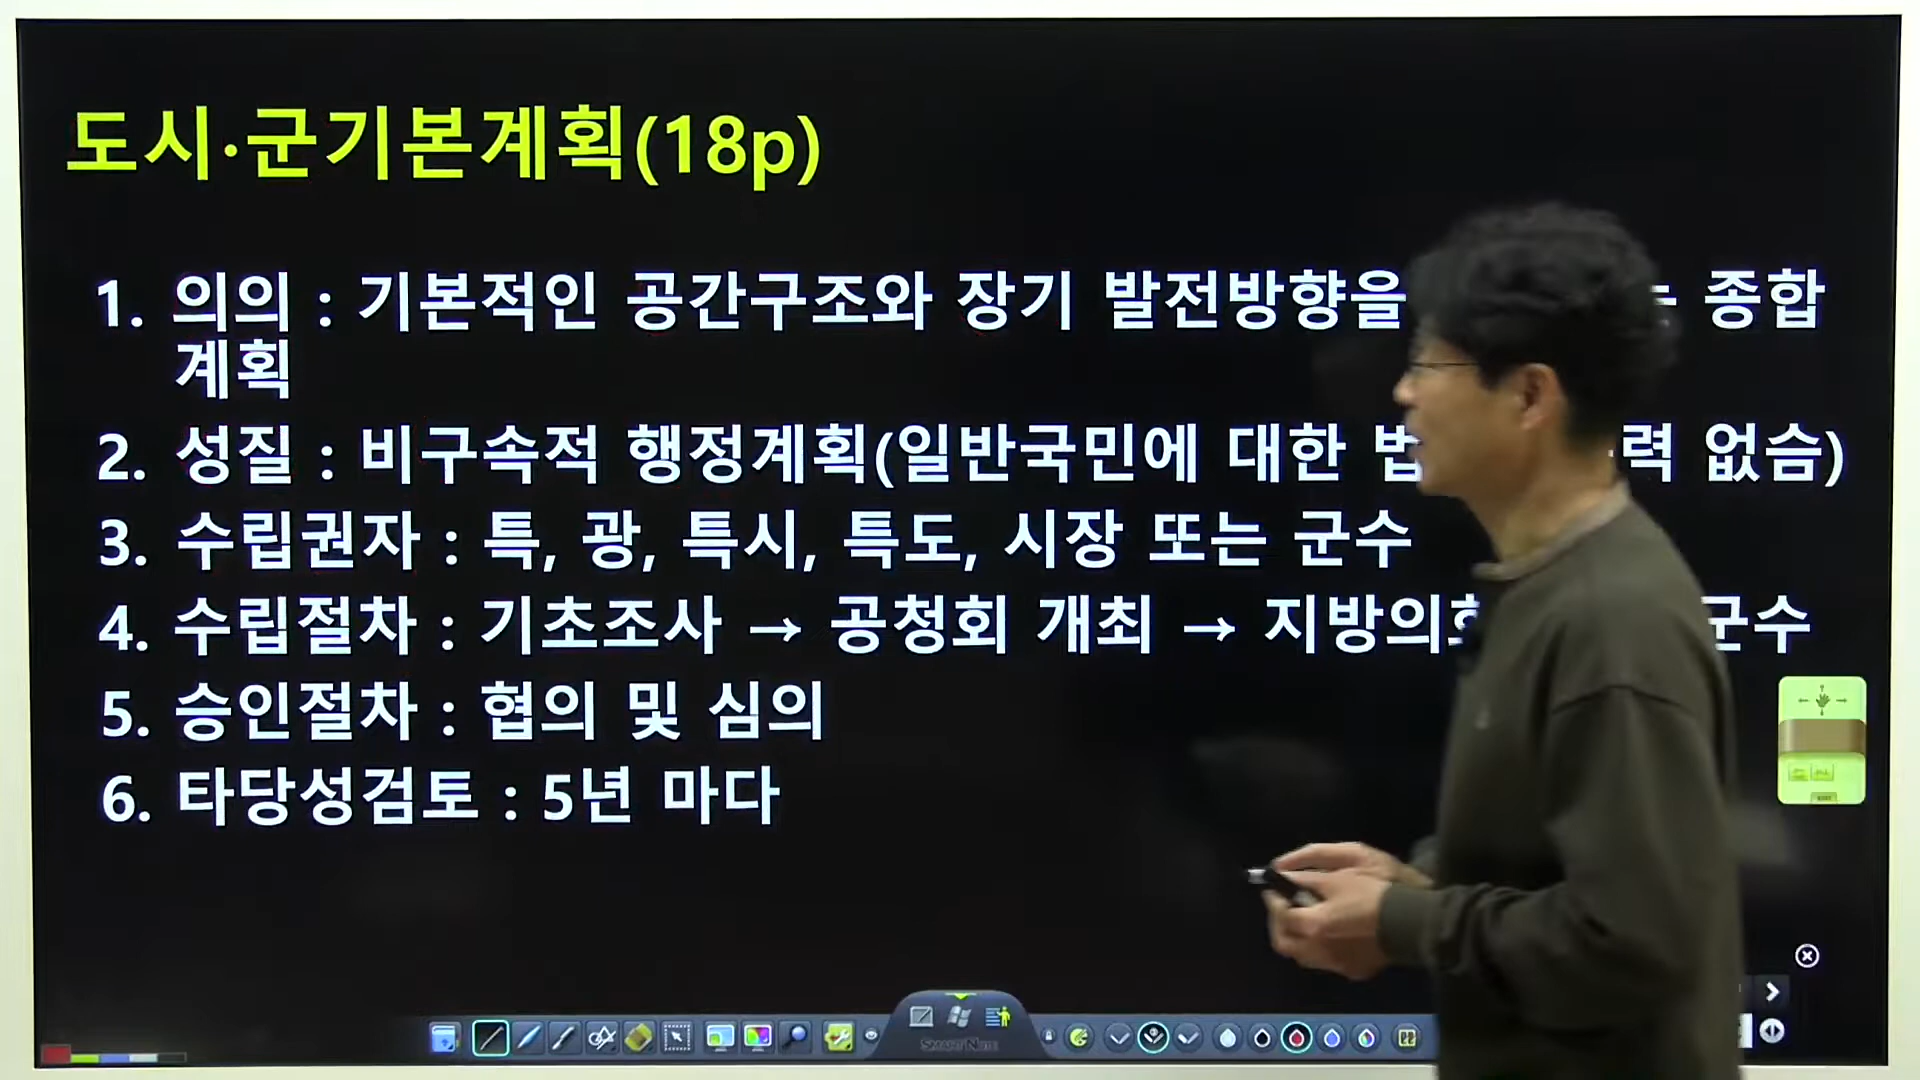 도시·군기본계획(18p)
1. 의의 : 기본적인 공간구조와 장기 발전방향을 종합
계획
2. 성질 : 비구속적 행정계획(일반국민에 대한 법 력 없슴)
3. 수립권자 : 특, 광, 특시, 특도, 시장 또는 군수
4. 수립절차 : 기초조사 → 공청회 개최 → 지방의 군수
5. 승인절차 : 협의 및 심의
6. 타당성검토 : 5년 마다
SMART NOTE